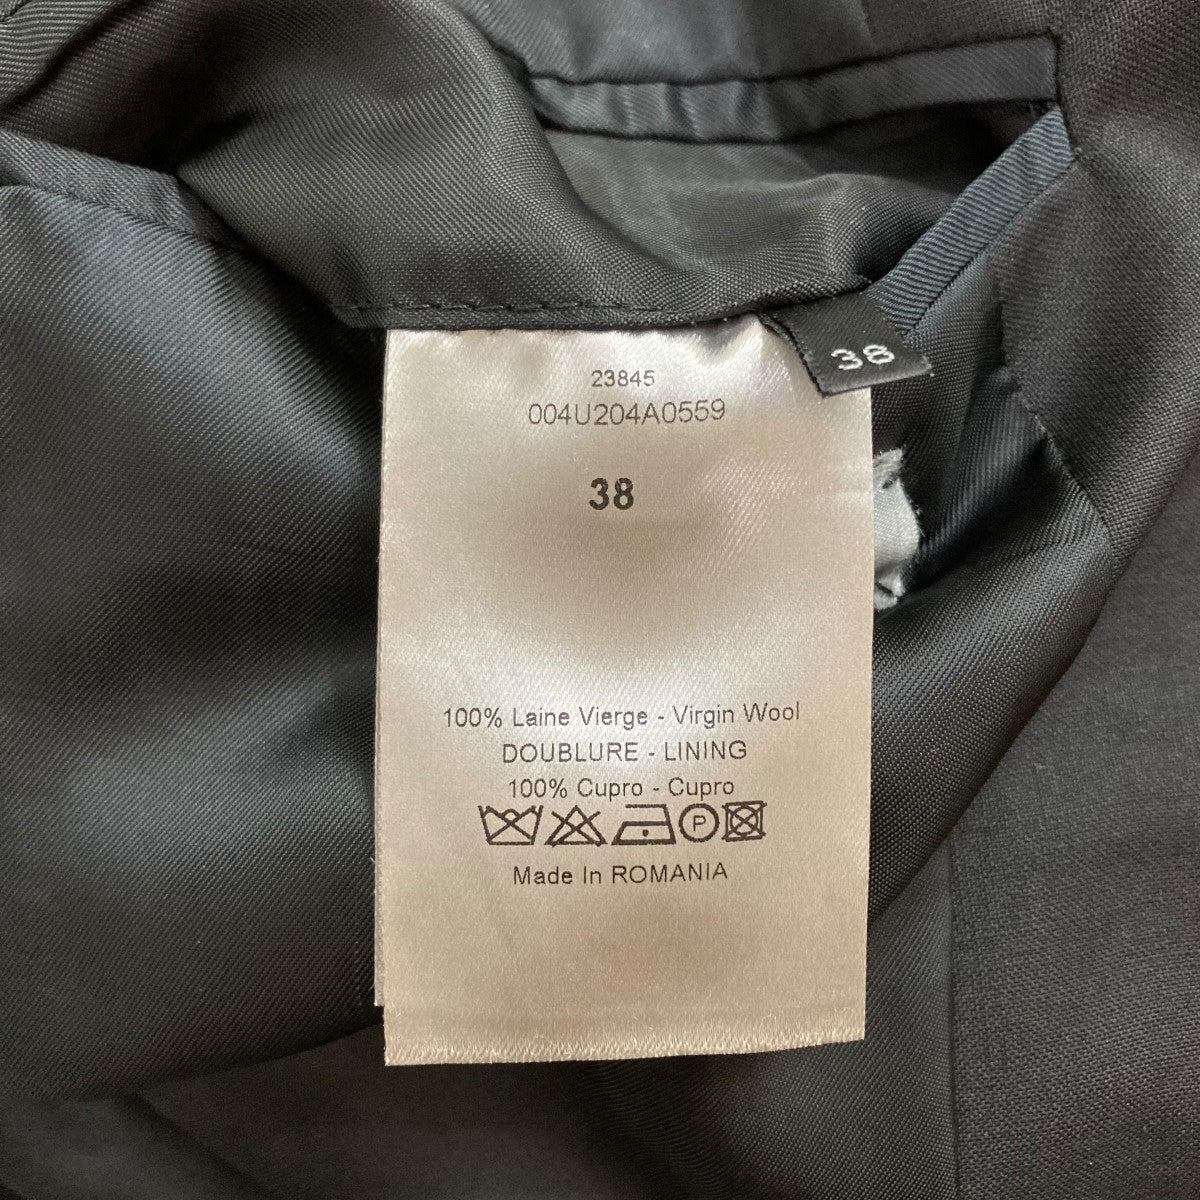 23845
004U204A0559
38
38
100% Laine Vierge - Virgin Wool
DOUBLURE - LINING
100% Cupro - Cupro
P
Made In ROMANIA